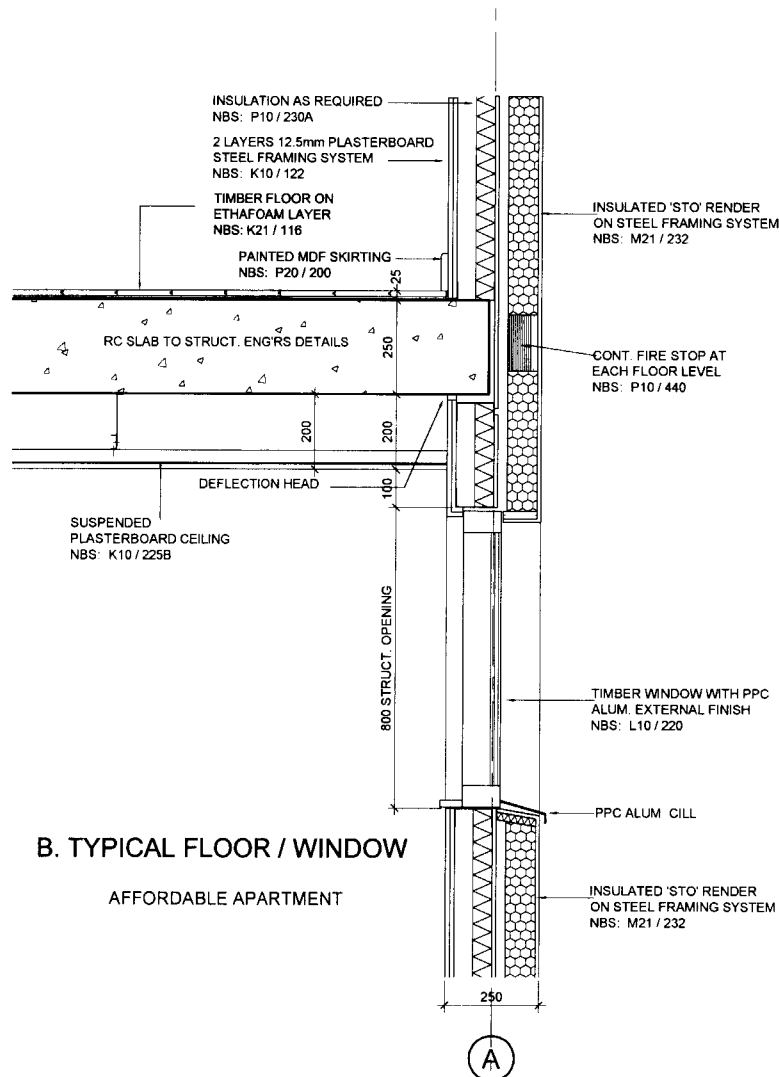 INSULATION AS REQUIRED
NBS: P10 / 230A
2 LAYERS 12.5mm PLASTERBOARD
STEEL FRAMING SYSTEM
NBS: K10 / 122
TIMBER FLOOR ON
ETHAFOAM LAYER
NBS: K21 / 116
PAINTED MDF SKIRTING
NBS: P20 / 200
INSULATED 'STO' RENDER
ON STEEL FRAMING SYSTEM
NBS: M21 / 232
25
RC SLAB TO STRUCT. ENG'RS DETAILS
250
CONT. FIRE STOP AT
EACH FLOOR LEVEL
NBS: P10 / 440
200
200
DEFLECTION HEAD
100
SUSPENDED
PLASTERBOARD CEILING
NBS: K10 / 225B
800 STRUCT. OPENING
TIMBER WINDOW WITH PPC
ALUM. EXTERNAL FINISH
NBS: L10 / 220
PPC ALUM CILL
B. TYPICAL FLOOR / WINDOW
AFFORDABLE APARTMENT
INSULATED 'STO' RENDER
ON STEEL FRAMING SYSTEM
NBS: M21 / 232
250
A